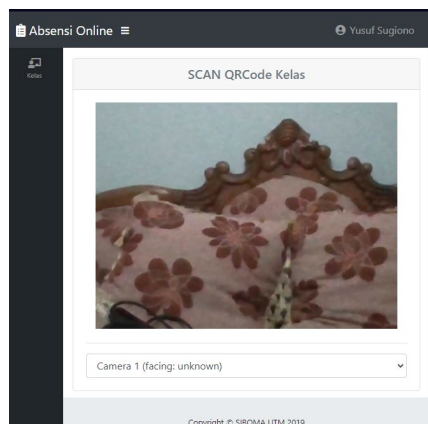 Absensi Online
Yusuf Sugiono
Kelas
SCAN QRCode Kelas
Camera 1 (facing: unknown)
Copyright © SIBOMA UTM 2019